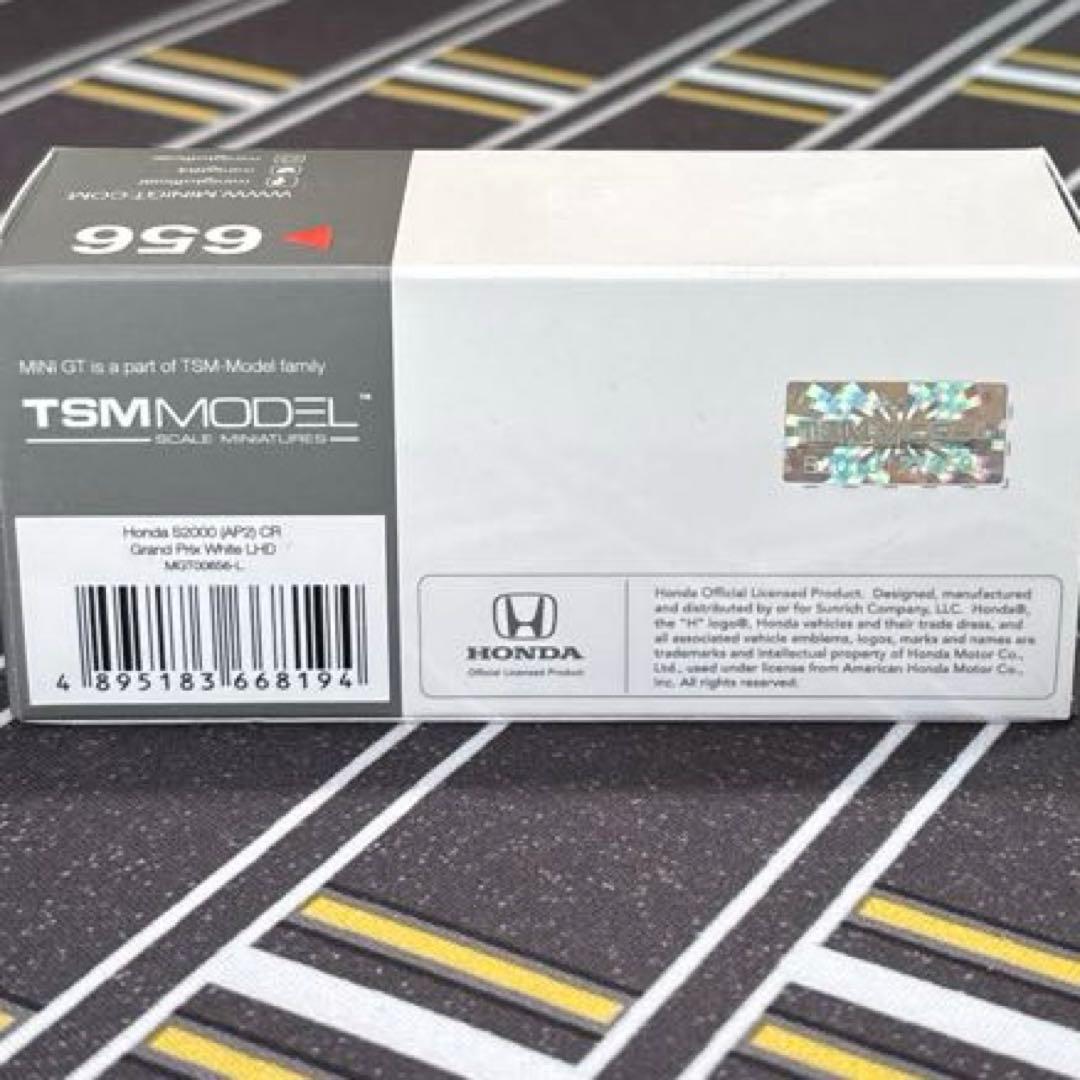 656
WWW.MINIGT.COM
MINI GT is a part of TSM-Model family
TSMMODEL™
SCALE MINIATURES
Honda S2000 (AP2) CR
Grand Prix White LHD
MGT00656-L
4 895183 668194
HONDA
Official Licensed Product
Honda Official Licensed Product. Designed, manufactured
and distributed by or for Sunrich Company, LLC. Honda®,
the "H" logo®, Honda vehicles and their trade dress, and
all associated vehicle emblems, logos, marks and names are
trademarks and intellectual property of Honda Motor Co.,
Ltd., used under license from American Honda Motor Co.,
Inc. All rights reserved.